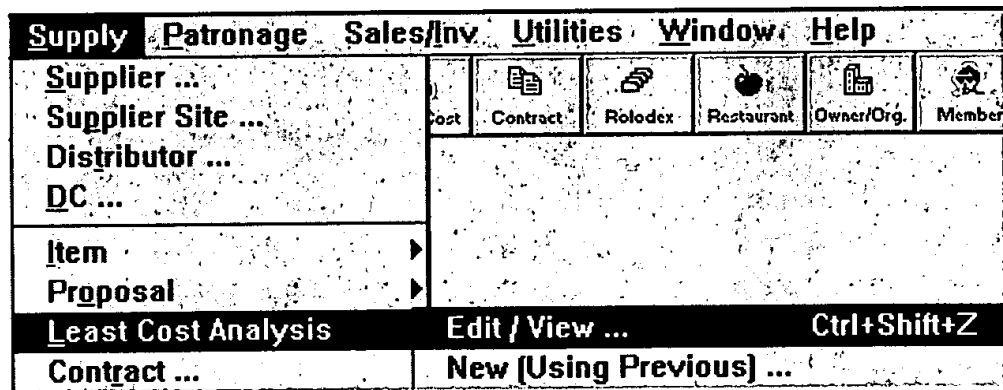 Supply Patronage Sales/Inv Utilities Window Help
Supplier ...
Supplier Site ...
Distributor ...
DC ...
Item
Proposal
Least Cost Analysis
Contract ...
Cost Contract Rolodex Restaurant Owner/Org. Member
Edit / View ... Ctrl+Shift+Z
New (Using Previous) ...